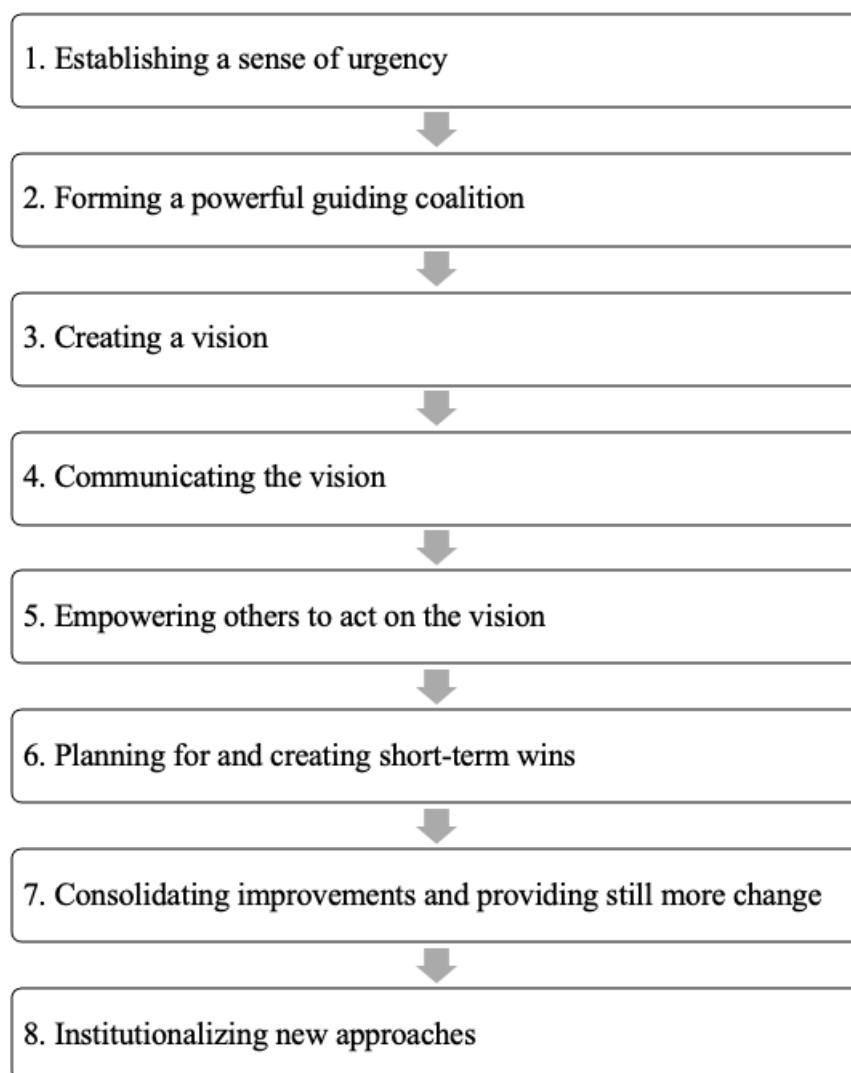 1. Establishing a sense of urgency
2. Forming a powerful guiding coalition
3. Creating a vision
4. Communicating the vision
5. Empowering others to act on the vision
6. Planning for and creating short-term wins
7. Consolidating improvements and providing still more change
8. Institutionalizing new approaches